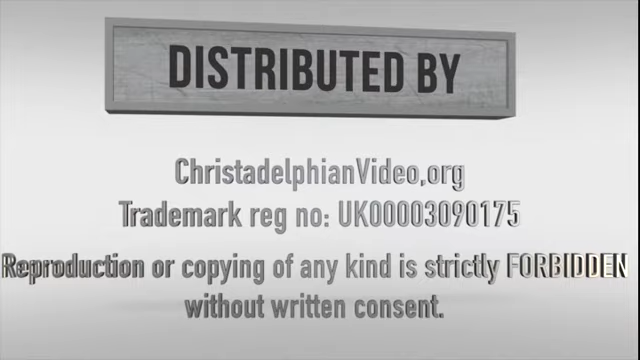 DISTRIBUTED BY
ChristadelphianVideo.org
Trademark reg no: UK00003090175
Reproduction or copying of any kind is strictly FORBIDDEN
without written consent.